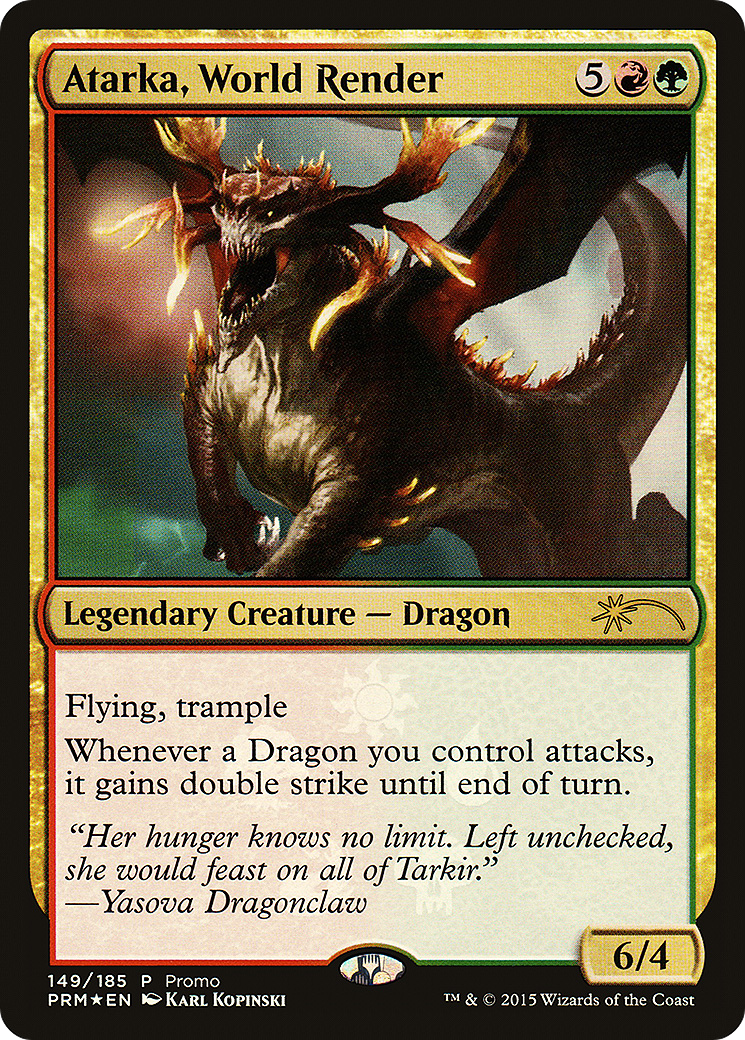 Atarka, World Render
5
Legendary Creature — Dragon
Flying, trample
Whenever a Dragon you control attacks,
it gains double strike until end of turn.
“Her hunger knows no limit. Left unchecked,
she would feast on all of Tarkir.”
—Yasova Dragonclaw
6/4
149/185 P Promo
PRM★EN Karl Kopinski
™ & © 2015 Wizards of the Coast